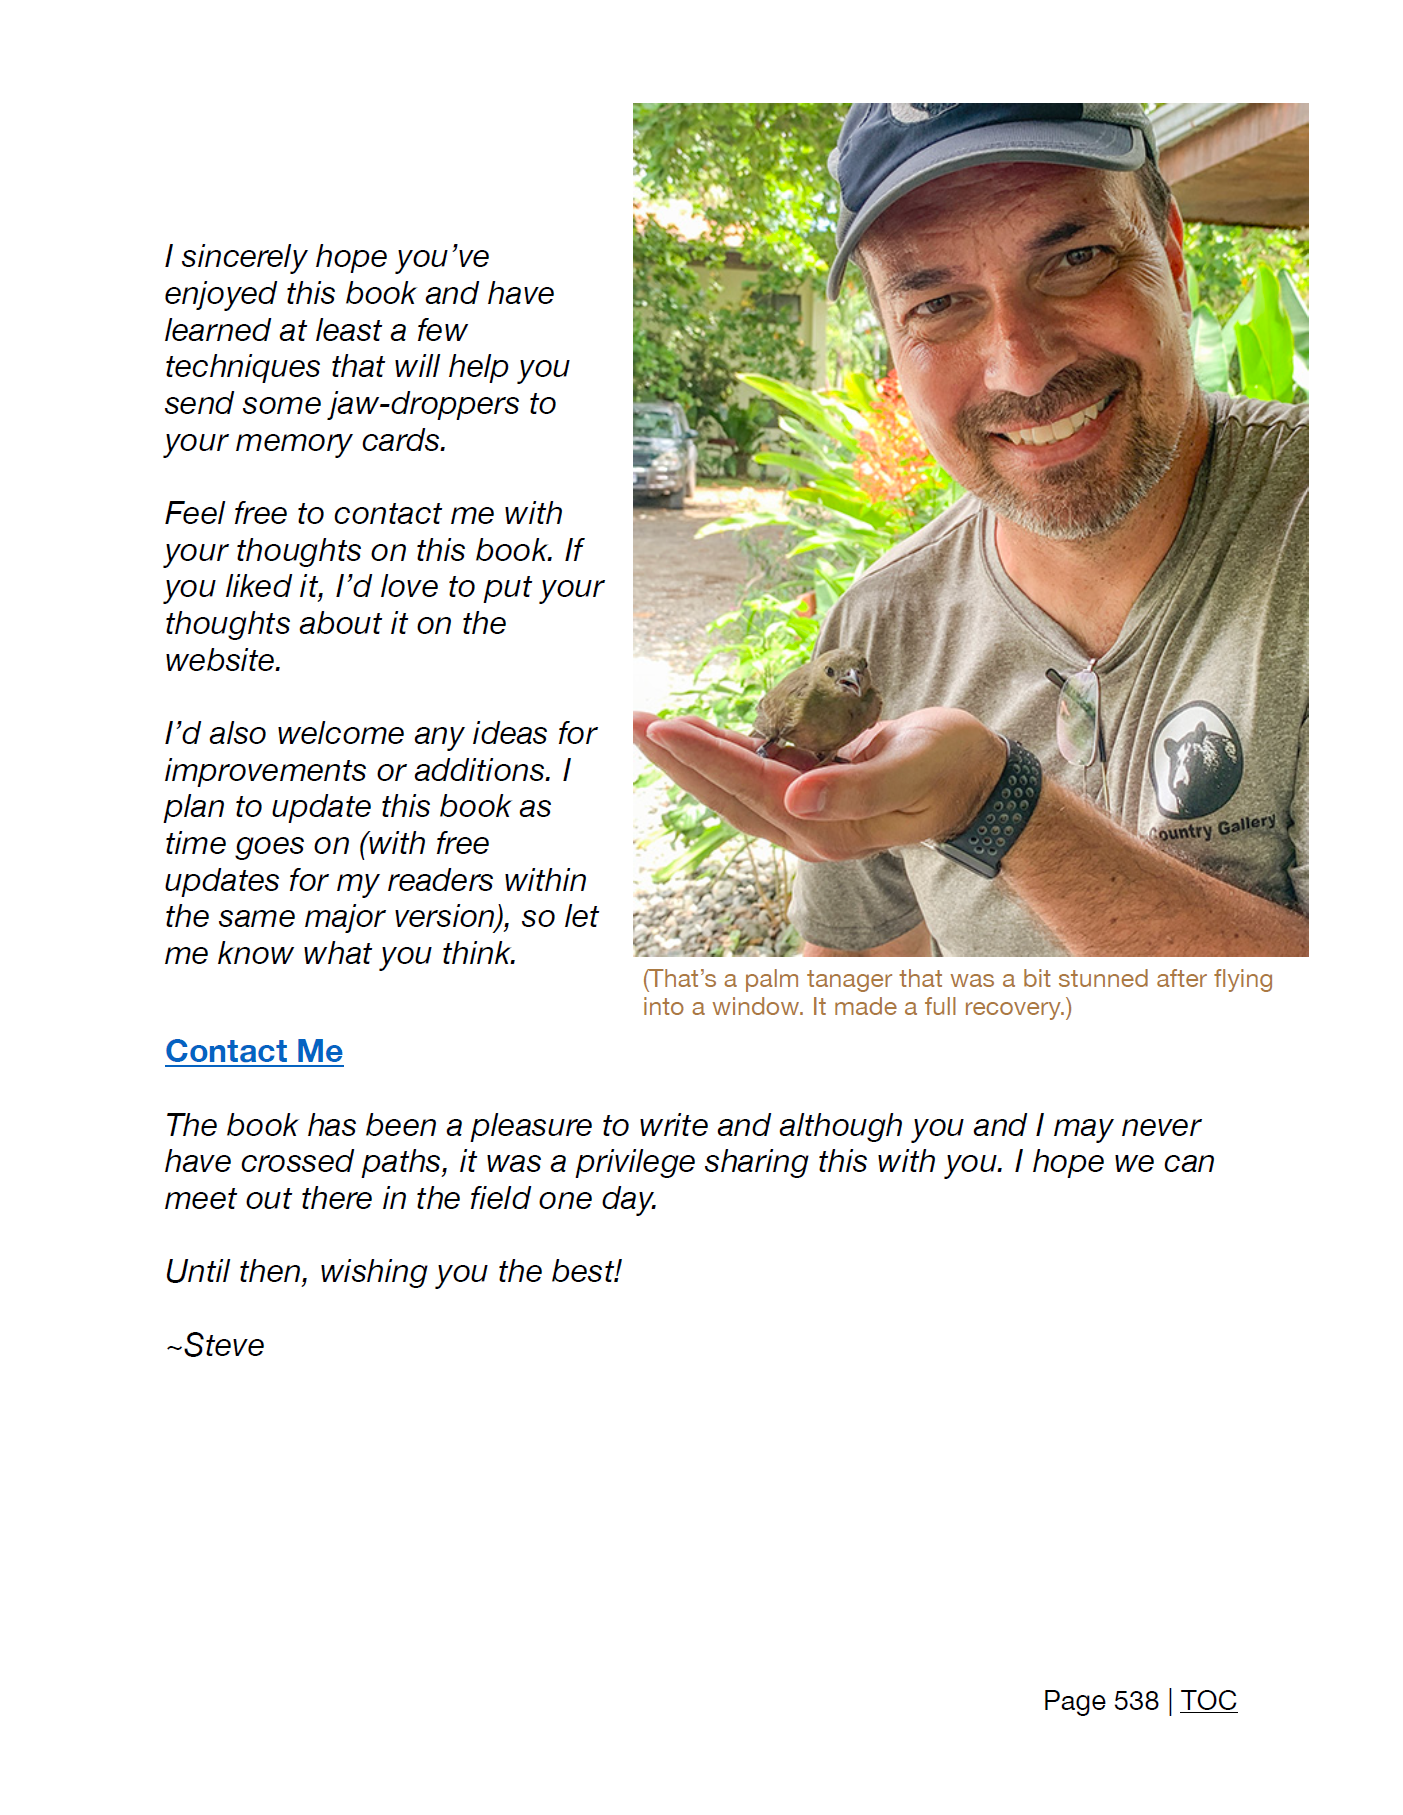 I sincerely hope you've
enjoyed this book and have
learned at least a few
techniques that will help you
send some jaw-droppers to
your memory cards.
Feel free to contact me with
your thoughts on this book. If
you liked it, I'd love to put your
thoughts about it on the
website.
I'd also welcome any ideas for
improvements or additions. I
plan to update this book as
time goes on (with free
updates for my readers within
the same major version), so let
me know what you think.
Country Gallery
(That's a palm tanager that was a bit stunned after flying
into a window. It made a full recovery.)
Contact Me
The book has been a pleasure to write and although you and I may never
have crossed paths, it was a privilege sharing this with you. I hope we can
meet out there in the field one day.
Until then, wishing you the best!
~Steve
Page 538 | TOC